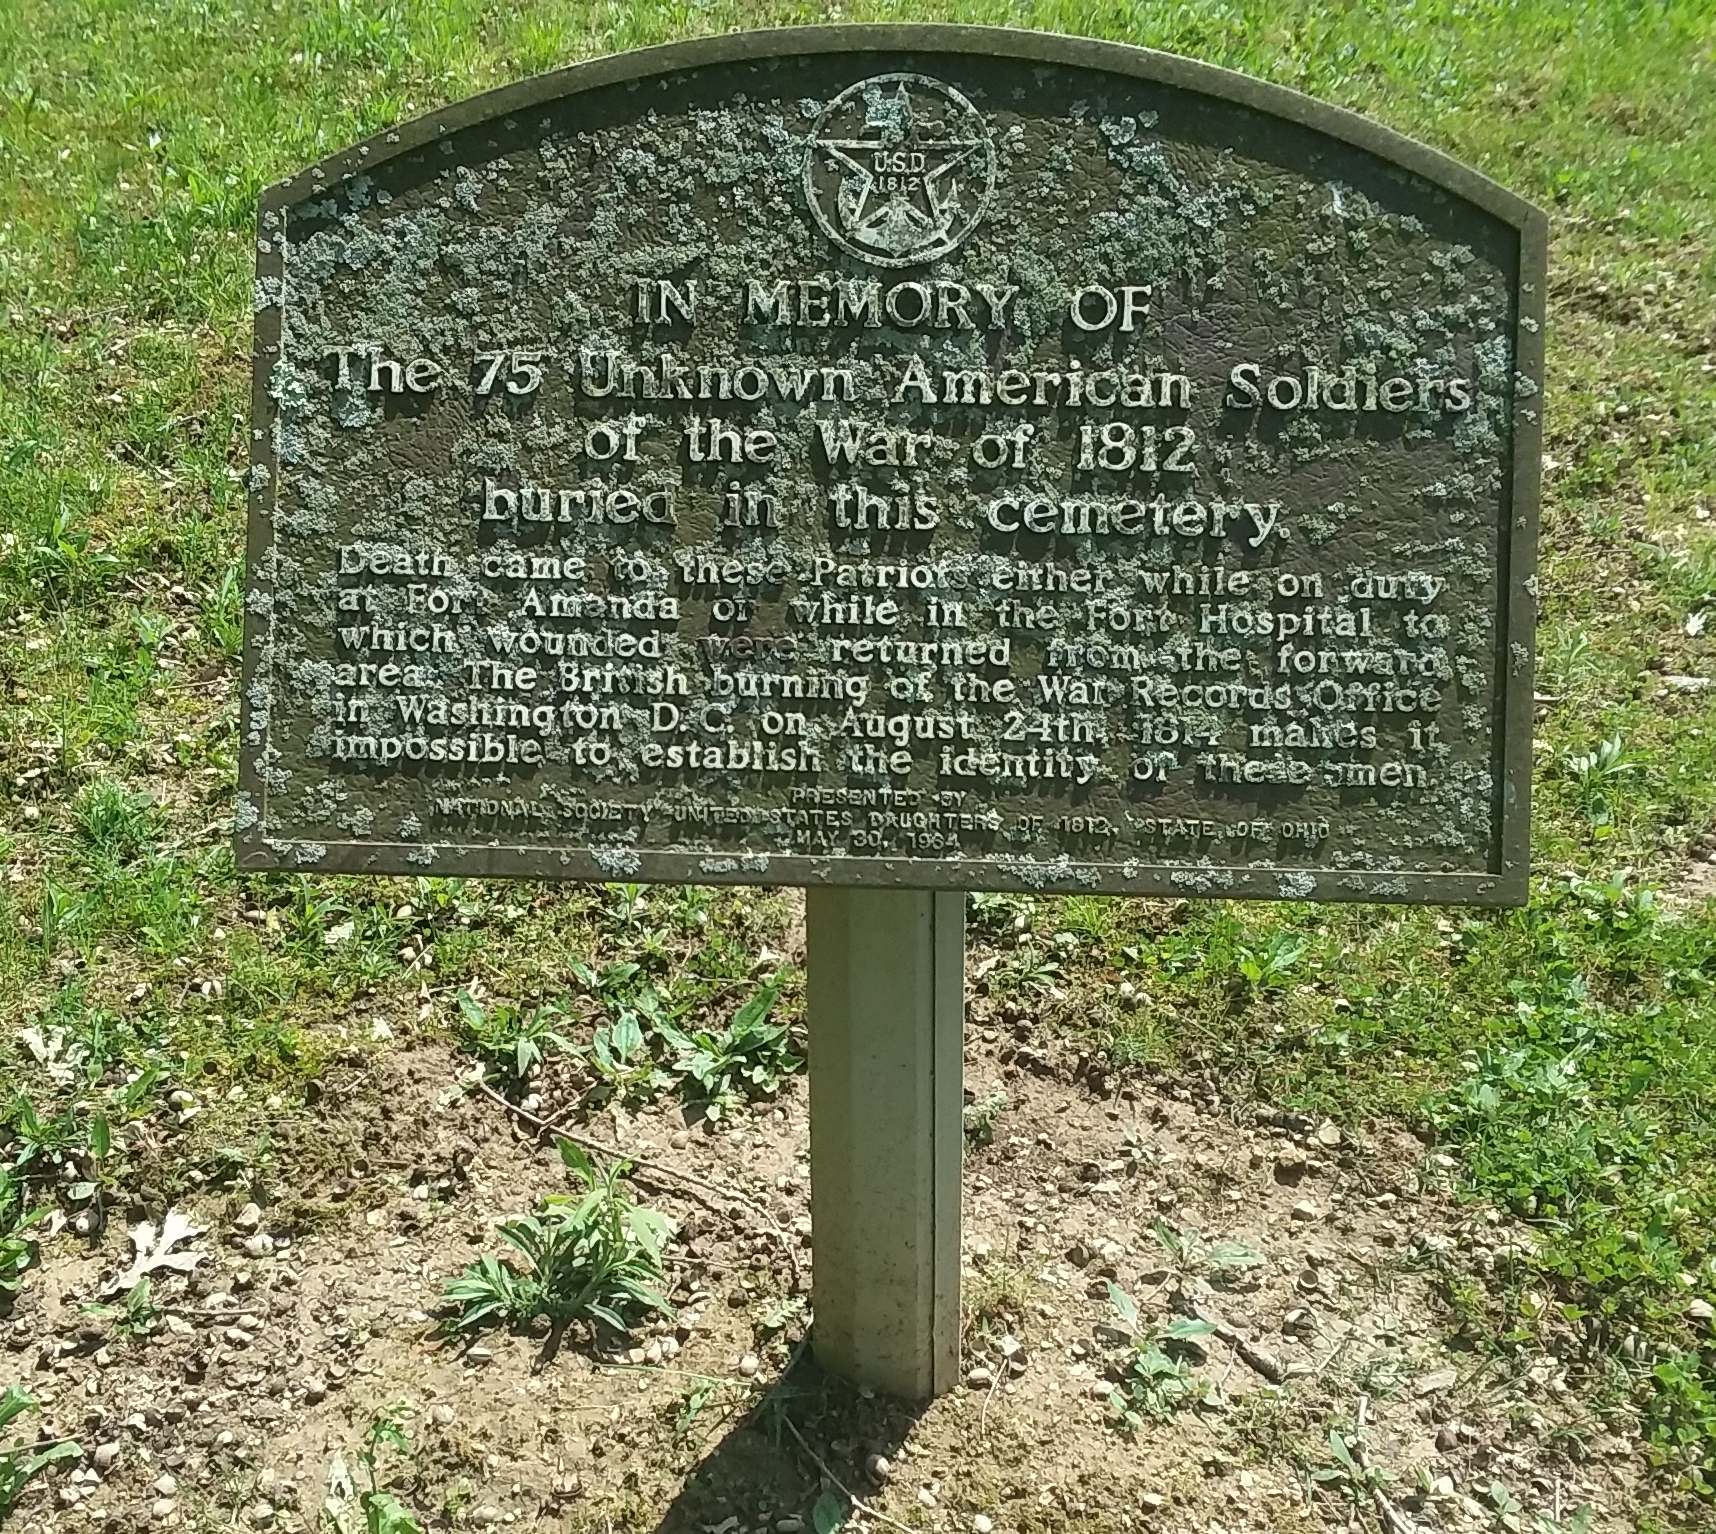 U.S.D.
1812
IN MEMORY OF
The 75 Unknown American Soldiers
of the War of 1812
buried in this cemetery.
Death came to these Patriots either while on duty
at Fort Amanda or while in the Fort Hospital to
which wounded were returned from the forward
area. The British burning of the War Records Office
in Washington D.C. on August 24th, 1814 makes it
impossible to establish the identity of these men.
PRESENTED BY
NATIONAL SOCIETY UNITED STATES DAUGHTERS OF 1812, STATE OF OHIO
MAY 30, 1964